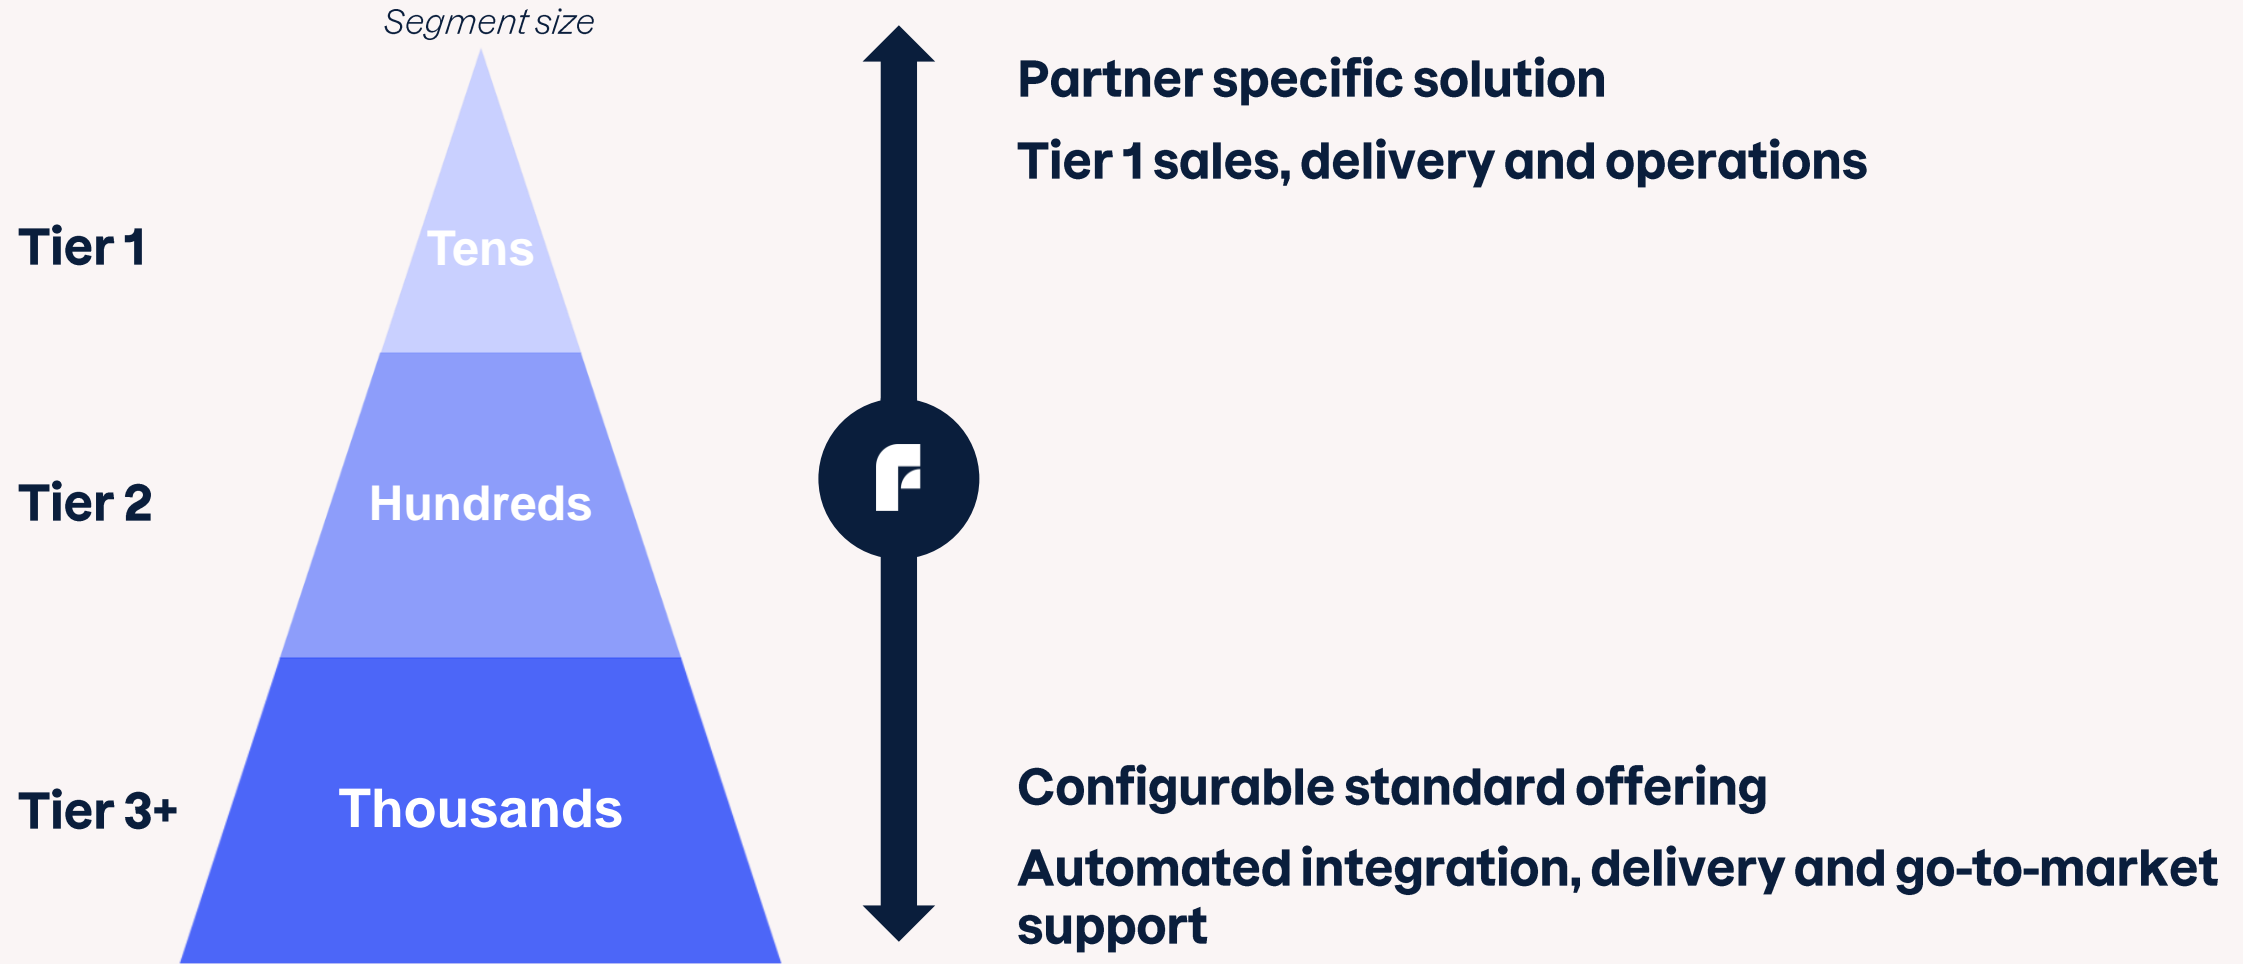 Segment size
Partner specific solution
Tier 1 sales, delivery and operations
Tier 1
Tens
Tier 2
Hundreds
Tier 3+
Thousands
Configurable standard offering
Automated integration, delivery and go-to-market
support